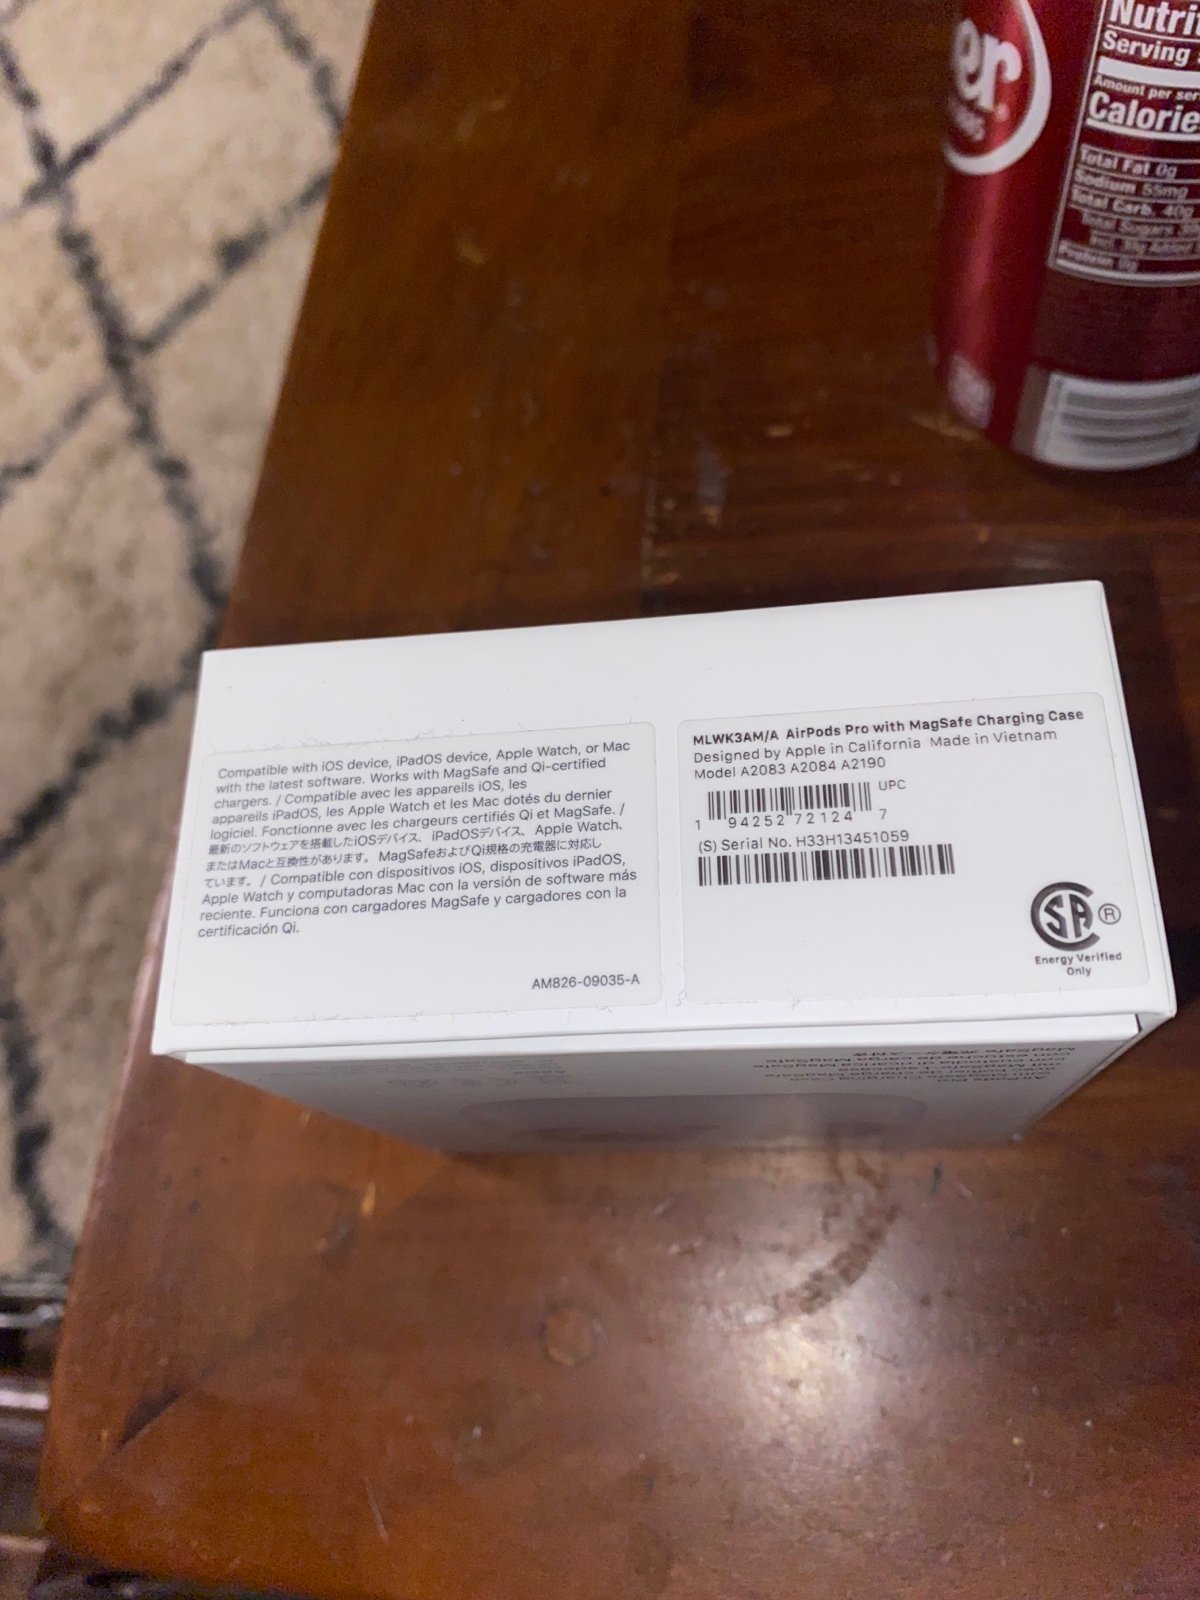 er
Nutri
Serving
Amount per ser
Calorie
Total Fat 0g
Sodium 55mg
Total Carb. 40g
Protein 0g
Compatible with iOS device, iPadOS device, Apple Watch, or Mac
with the latest software. Works with MagSafe and Qi-certified
chargers. / Compatible avec les appareils iOS, les
appareils iPadOS, les Apple Watch et les Mac dotés du dernier
logiciel. Fonctionne avec les chargeurs certifiés Qi et MagSafe. /
最新のソフトウェアを搭載したiOSデバイス、iPadOSデバイス、Apple Watch、
またはMacと互換性があります。 MagSafeおよびQi規格の充電器に対応し
ています。 / Compatible con dispositivos iOS, dispositivos iPadOS,
Apple Watch y computadoras Mac con la versión de software más
reciente. Funciona con cargadores MagSafe y cargadores con la
certificación Qi.
AM826-09035-A
MLWK3AM/A AirPods Pro with MagSafe Charging Case
Designed by Apple in California Made in Vietnam
Model A2083 A2084 A2190
UPC
1 94252 72124 7
(S) Serial No. H33H13451059
SA ®
Energy Verified
Only